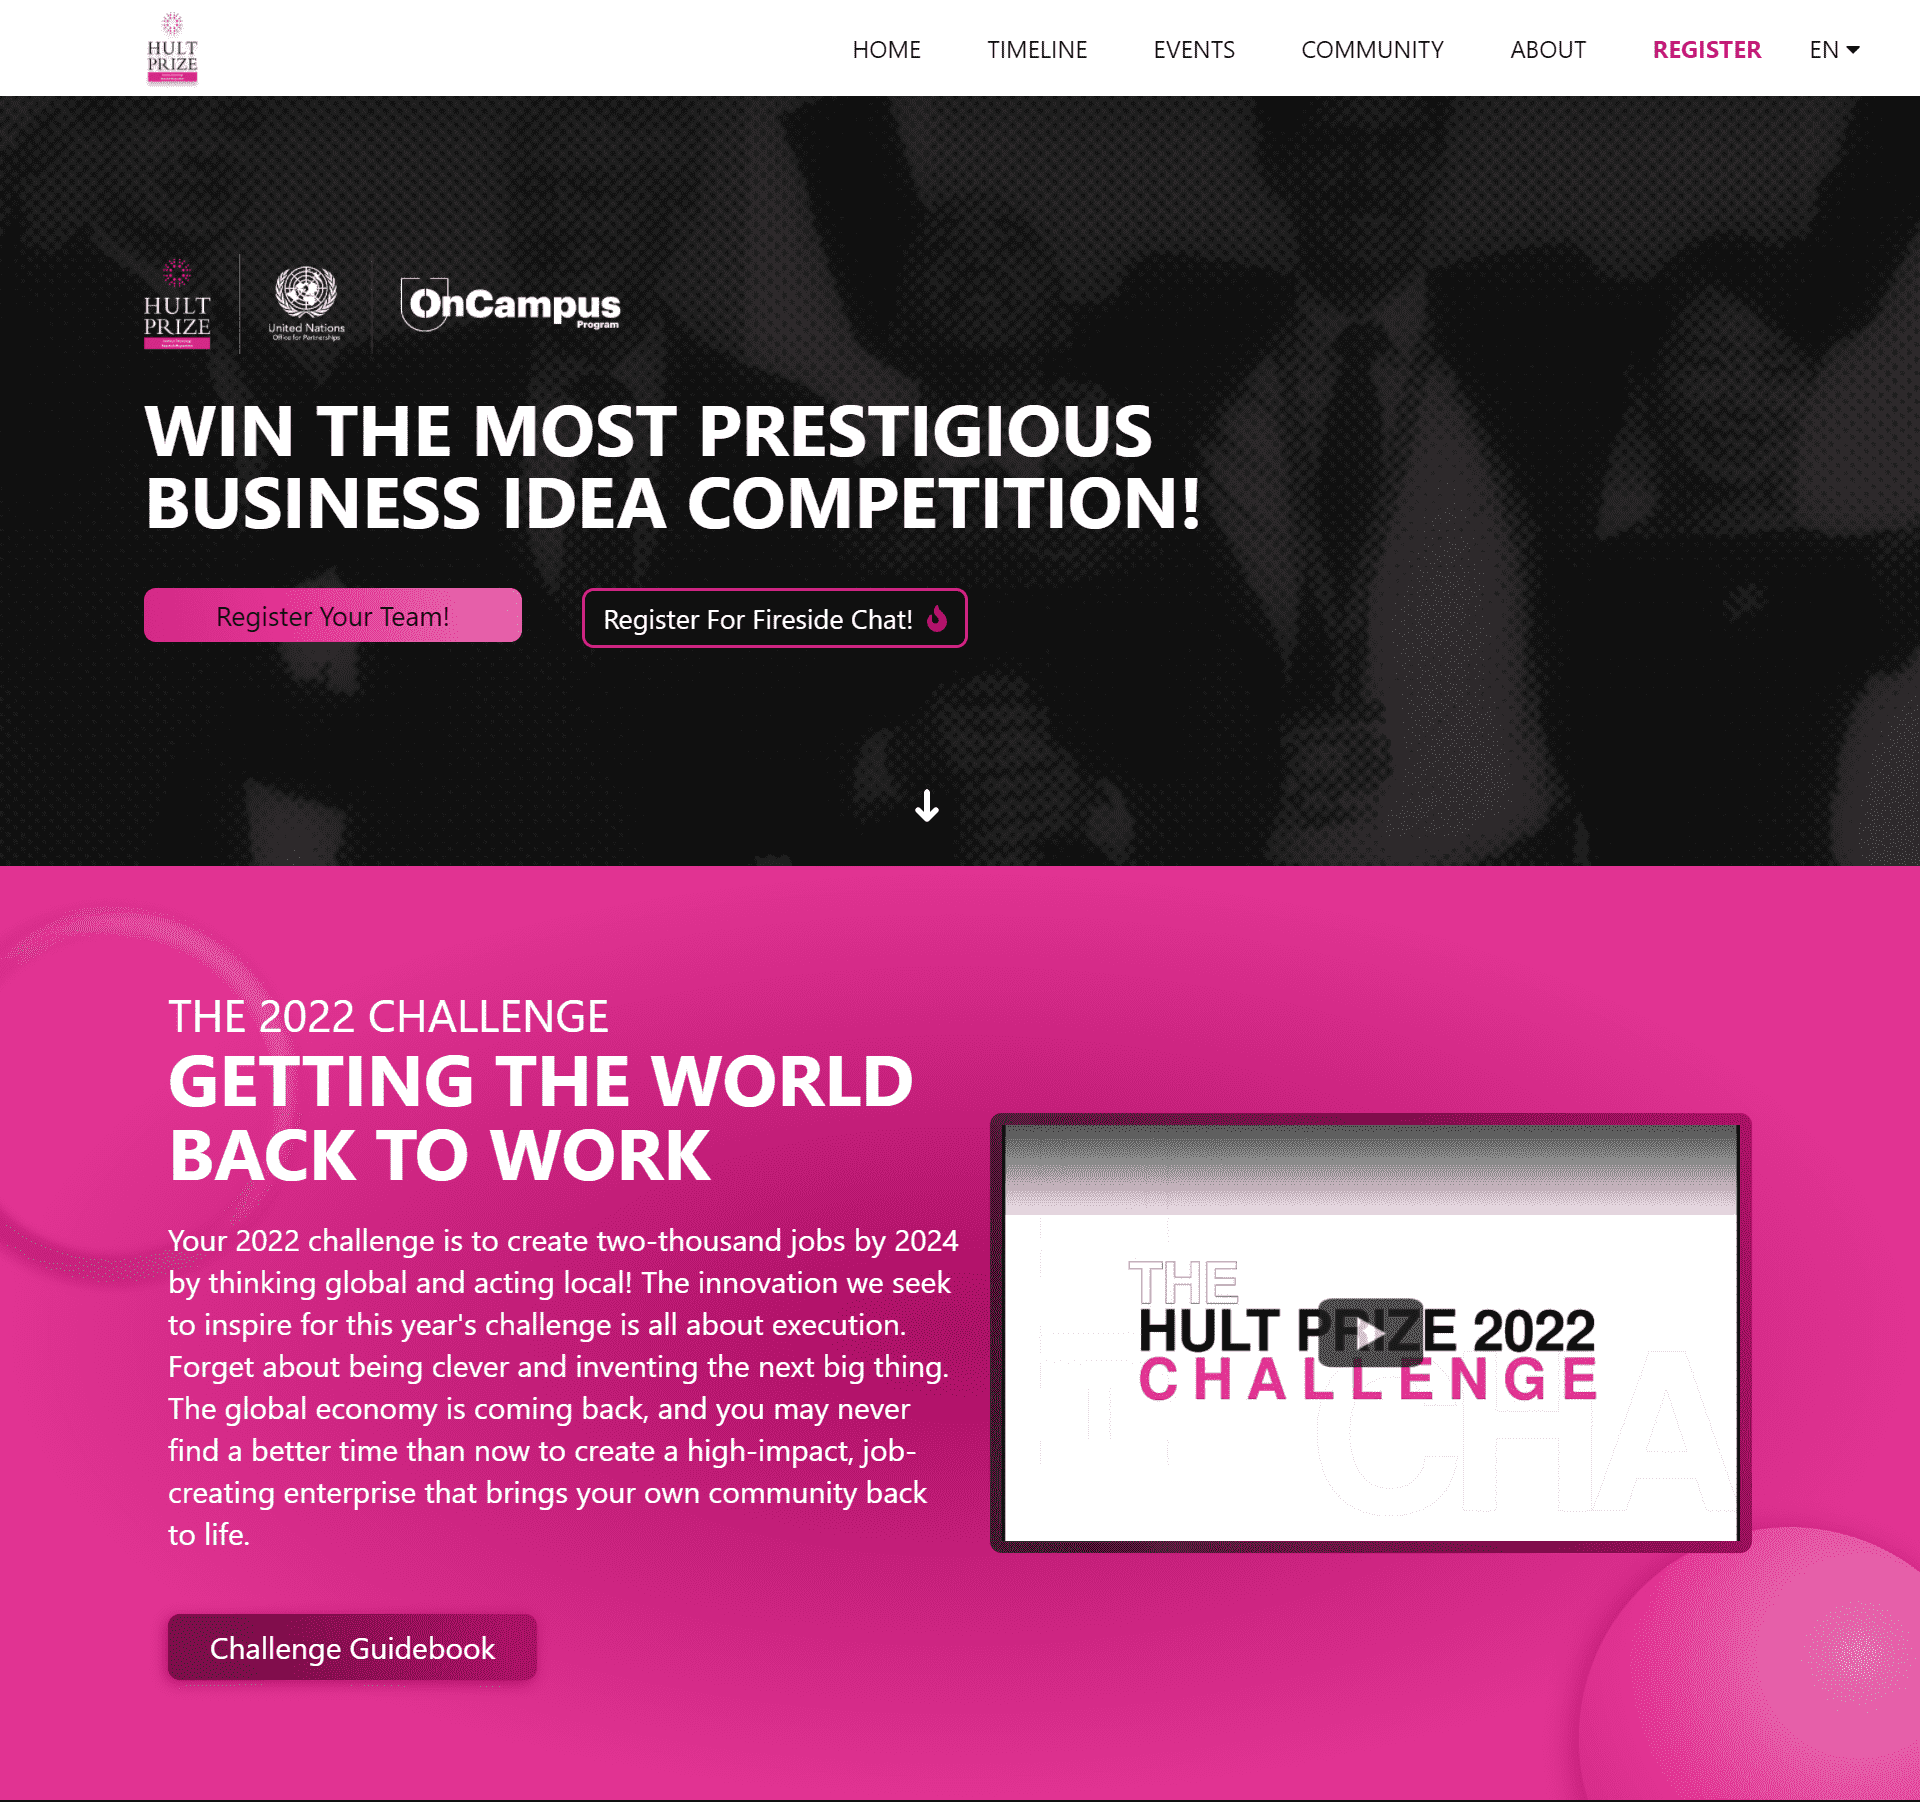 HULT
PRIZE
HOME
TIMELINE
EVENTS
COMMUNITY
ABOUT
REGISTER
EN
HULT
PRIZE
United Nations
Office for Partnerships
OnCampus
Program
WIN THE MOST PRESTIGIOUS
BUSINESS IDEA COMPETITION!
Register Your Team!
Register For Fireside Chat!
THE 2022 CHALLENGE
GETTING THE WORLD
BACK TO WORK
Your 2022 challenge is to create two-thousand jobs by 2024
by thinking global and acting local! The innovation we seek
to inspire for this year's challenge is all about execution.
Forget about being clever and inventing the next big thing.
The global economy is coming back, and you may never
find a better time than now to create a high-impact, job-
creating enterprise that brings your own community back
to life.
Challenge Guidebook
THE
HULT PRIZE 2022
CHALLENGE
CHA